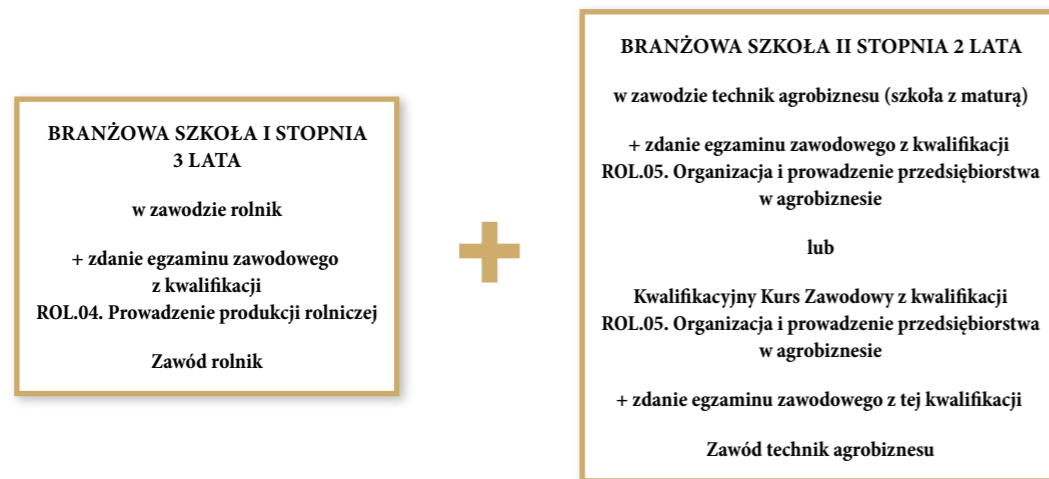 BRANŻOWA SZKOŁA I STOPNIA
3 LATA
w zawodzie rolnik
+ zdanie egzaminu zawodowego
z kwalifikacji
ROL.04. Prowadzenie produkcji rolniczej
Zawód rolnik
+
BRANŻOWA SZKOŁA II STOPNIA 2 LATA
w zawodzie technik agrobiznesu (szkoła z maturą)
+ zdanie egzaminu zawodowego z kwalifikacji
ROL.05. Organizacja i prowadzenie przedsiębiorstwa
w agrobiznesie
lub
Kwalifikacyjny Kurs Zawodowy z kwalifikacji
ROL.05. Organizacja i prowadzenie przedsiębiorstwa
w agrobiznesie
+ zdanie egzaminu zawodowego z tej kwalifikacji
Zawód technik agrobiznesu